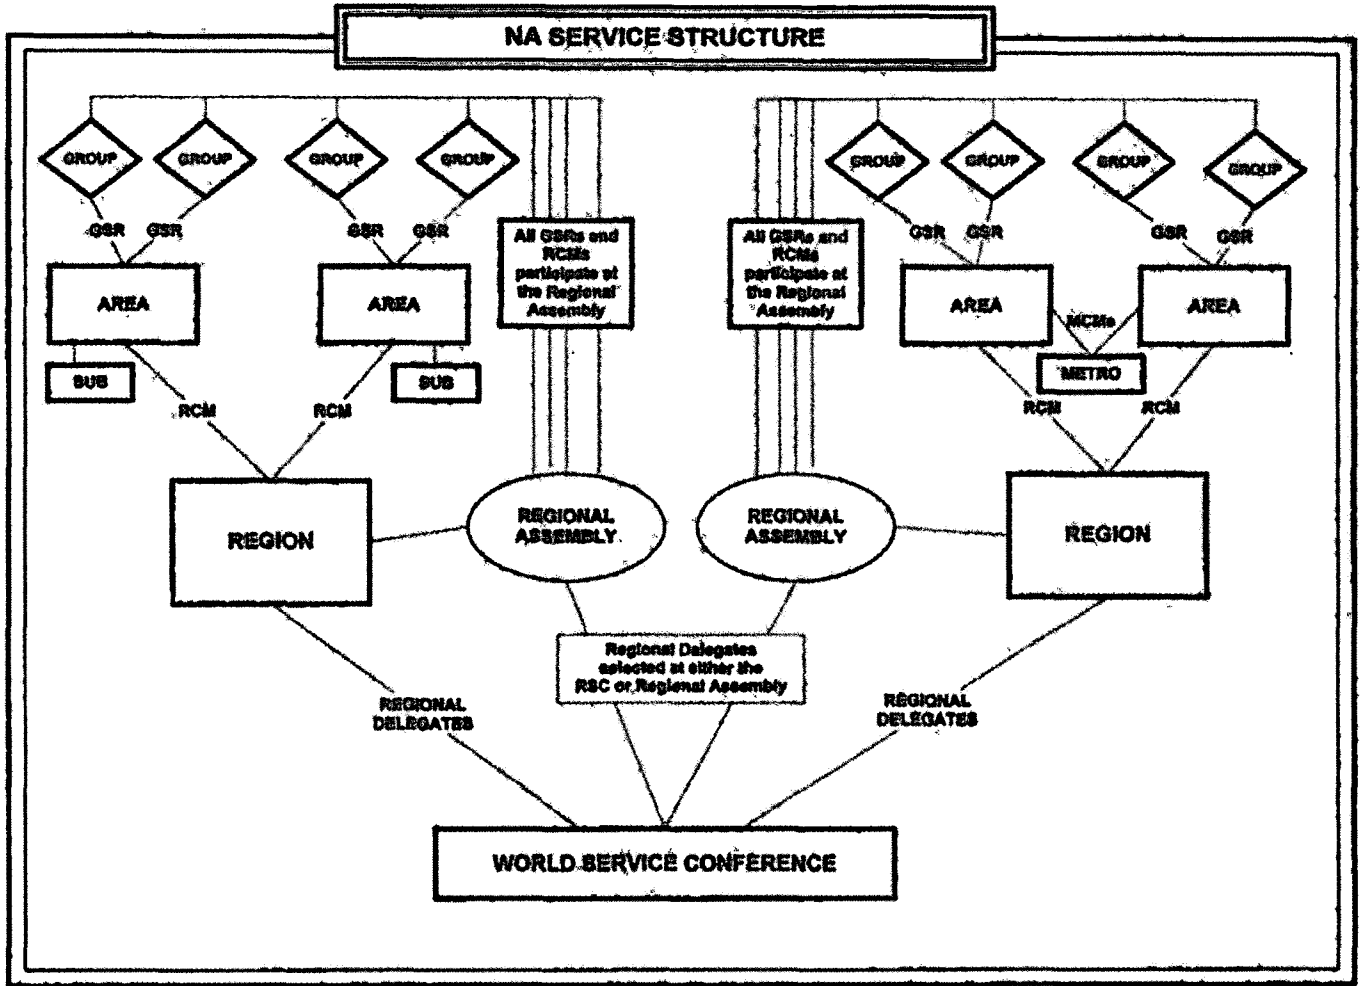 NA SERVICE STRUCTURE
GROUP
GROUP
GROUP
GROUP
GROUP
GROUP
GROUP
GROUP
GSR
GSR
GSR
GSR
All GSRs and
RCMs
participate at
the Regional
Assembly
All GSRs and
RCMs
participate at
the Regional
Assembly
GSR
GSR
GSR
GSR
AREA
AREA
AREA
MCMs
AREA
SUB
SUB
METRO
RCM
RCM
RCM
RCM
REGION
REGIONAL
ASSEMBLY
REGIONAL
ASSEMBLY
REGION
Regional Delegates
selected at either the
RSC or Regional Assembly
REGIONAL
DELEGATES
REGIONAL
DELEGATES
WORLD SERVICE CONFERENCE